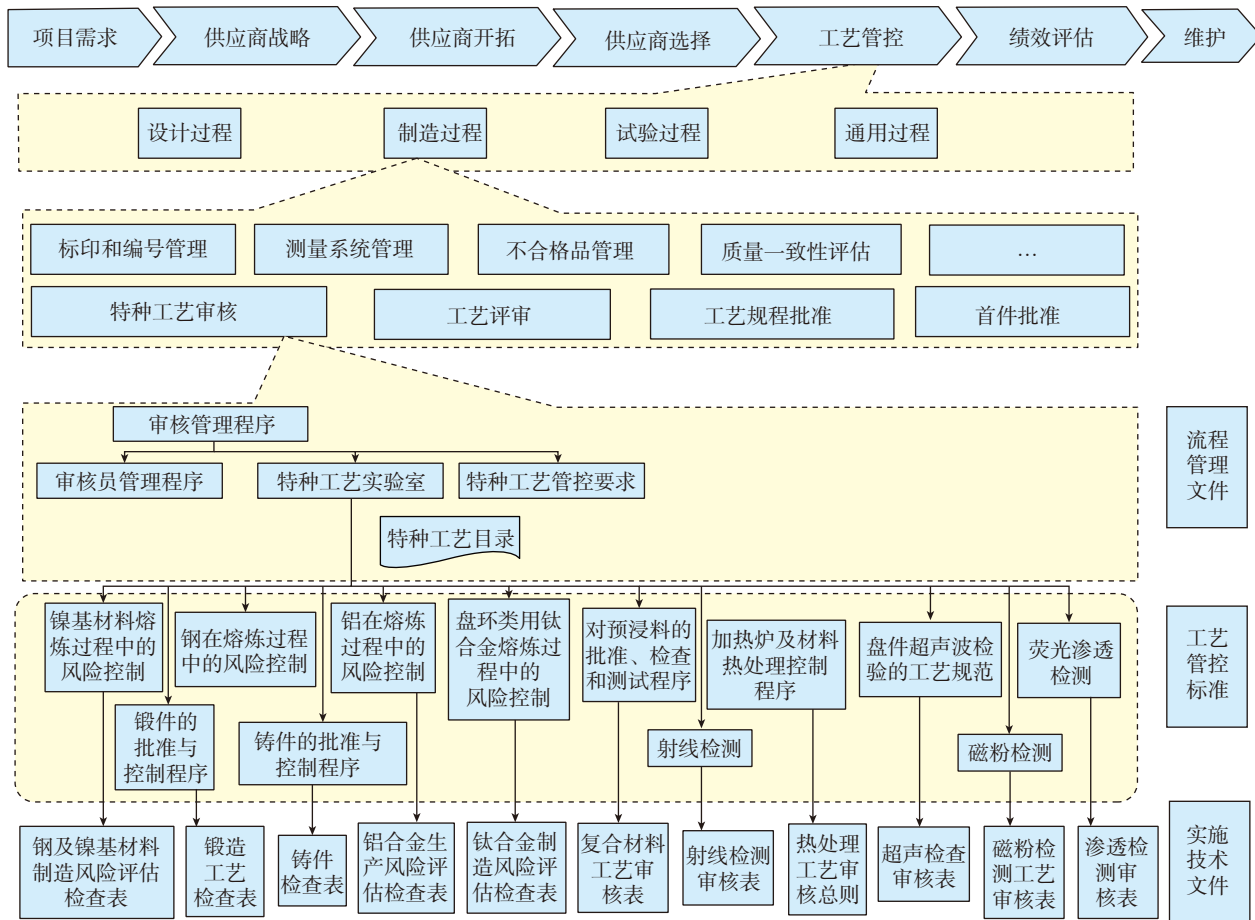 项目需求
供应商战略
供应商开拓
供应商选择
工艺管控
绩效评估
维护
设计过程
制造过程
试验过程
通用过程
标印和编号管理
测量系统管理
不合格品管理
质量一致性评估
…
特种工艺审核
工艺评审
工艺规程批准
首件批准
审核管理程序
审核员管理程序
特种工艺实验室
特种工艺管控要求
特种工艺目录
流程
管理
文件
镍基材料熔
炼过程中的
风险控制
钢在熔炼过程
中的风险控制
铝在熔炼
过程中的
风险控制
盘环类用钛
合金熔炼过
程中的
风险控制
对预浸料的
批准、检查
和测试程序
加热炉及材料
热处理控制
程序
盘件超声波检
验的工艺规范
荧光渗透
检测
工艺
管控
标准
锻件的
批准与
控制程序
铸件的批准与
控制程序
射线检测
磁粉检测
钢及镍基材料
制造风险评估
检查表
锻造
工艺
检查表
铸件
检查表
铝合金生
产风险评
估检查表
钛合金制
造风险评
估检查表
复合材料
工艺审
核表
射线检测
审核表
热处理
工艺审
核总则
超声检查
审核表
磁粉检
测工艺
审核表
渗透检
测审
核表
实施
技术
文件